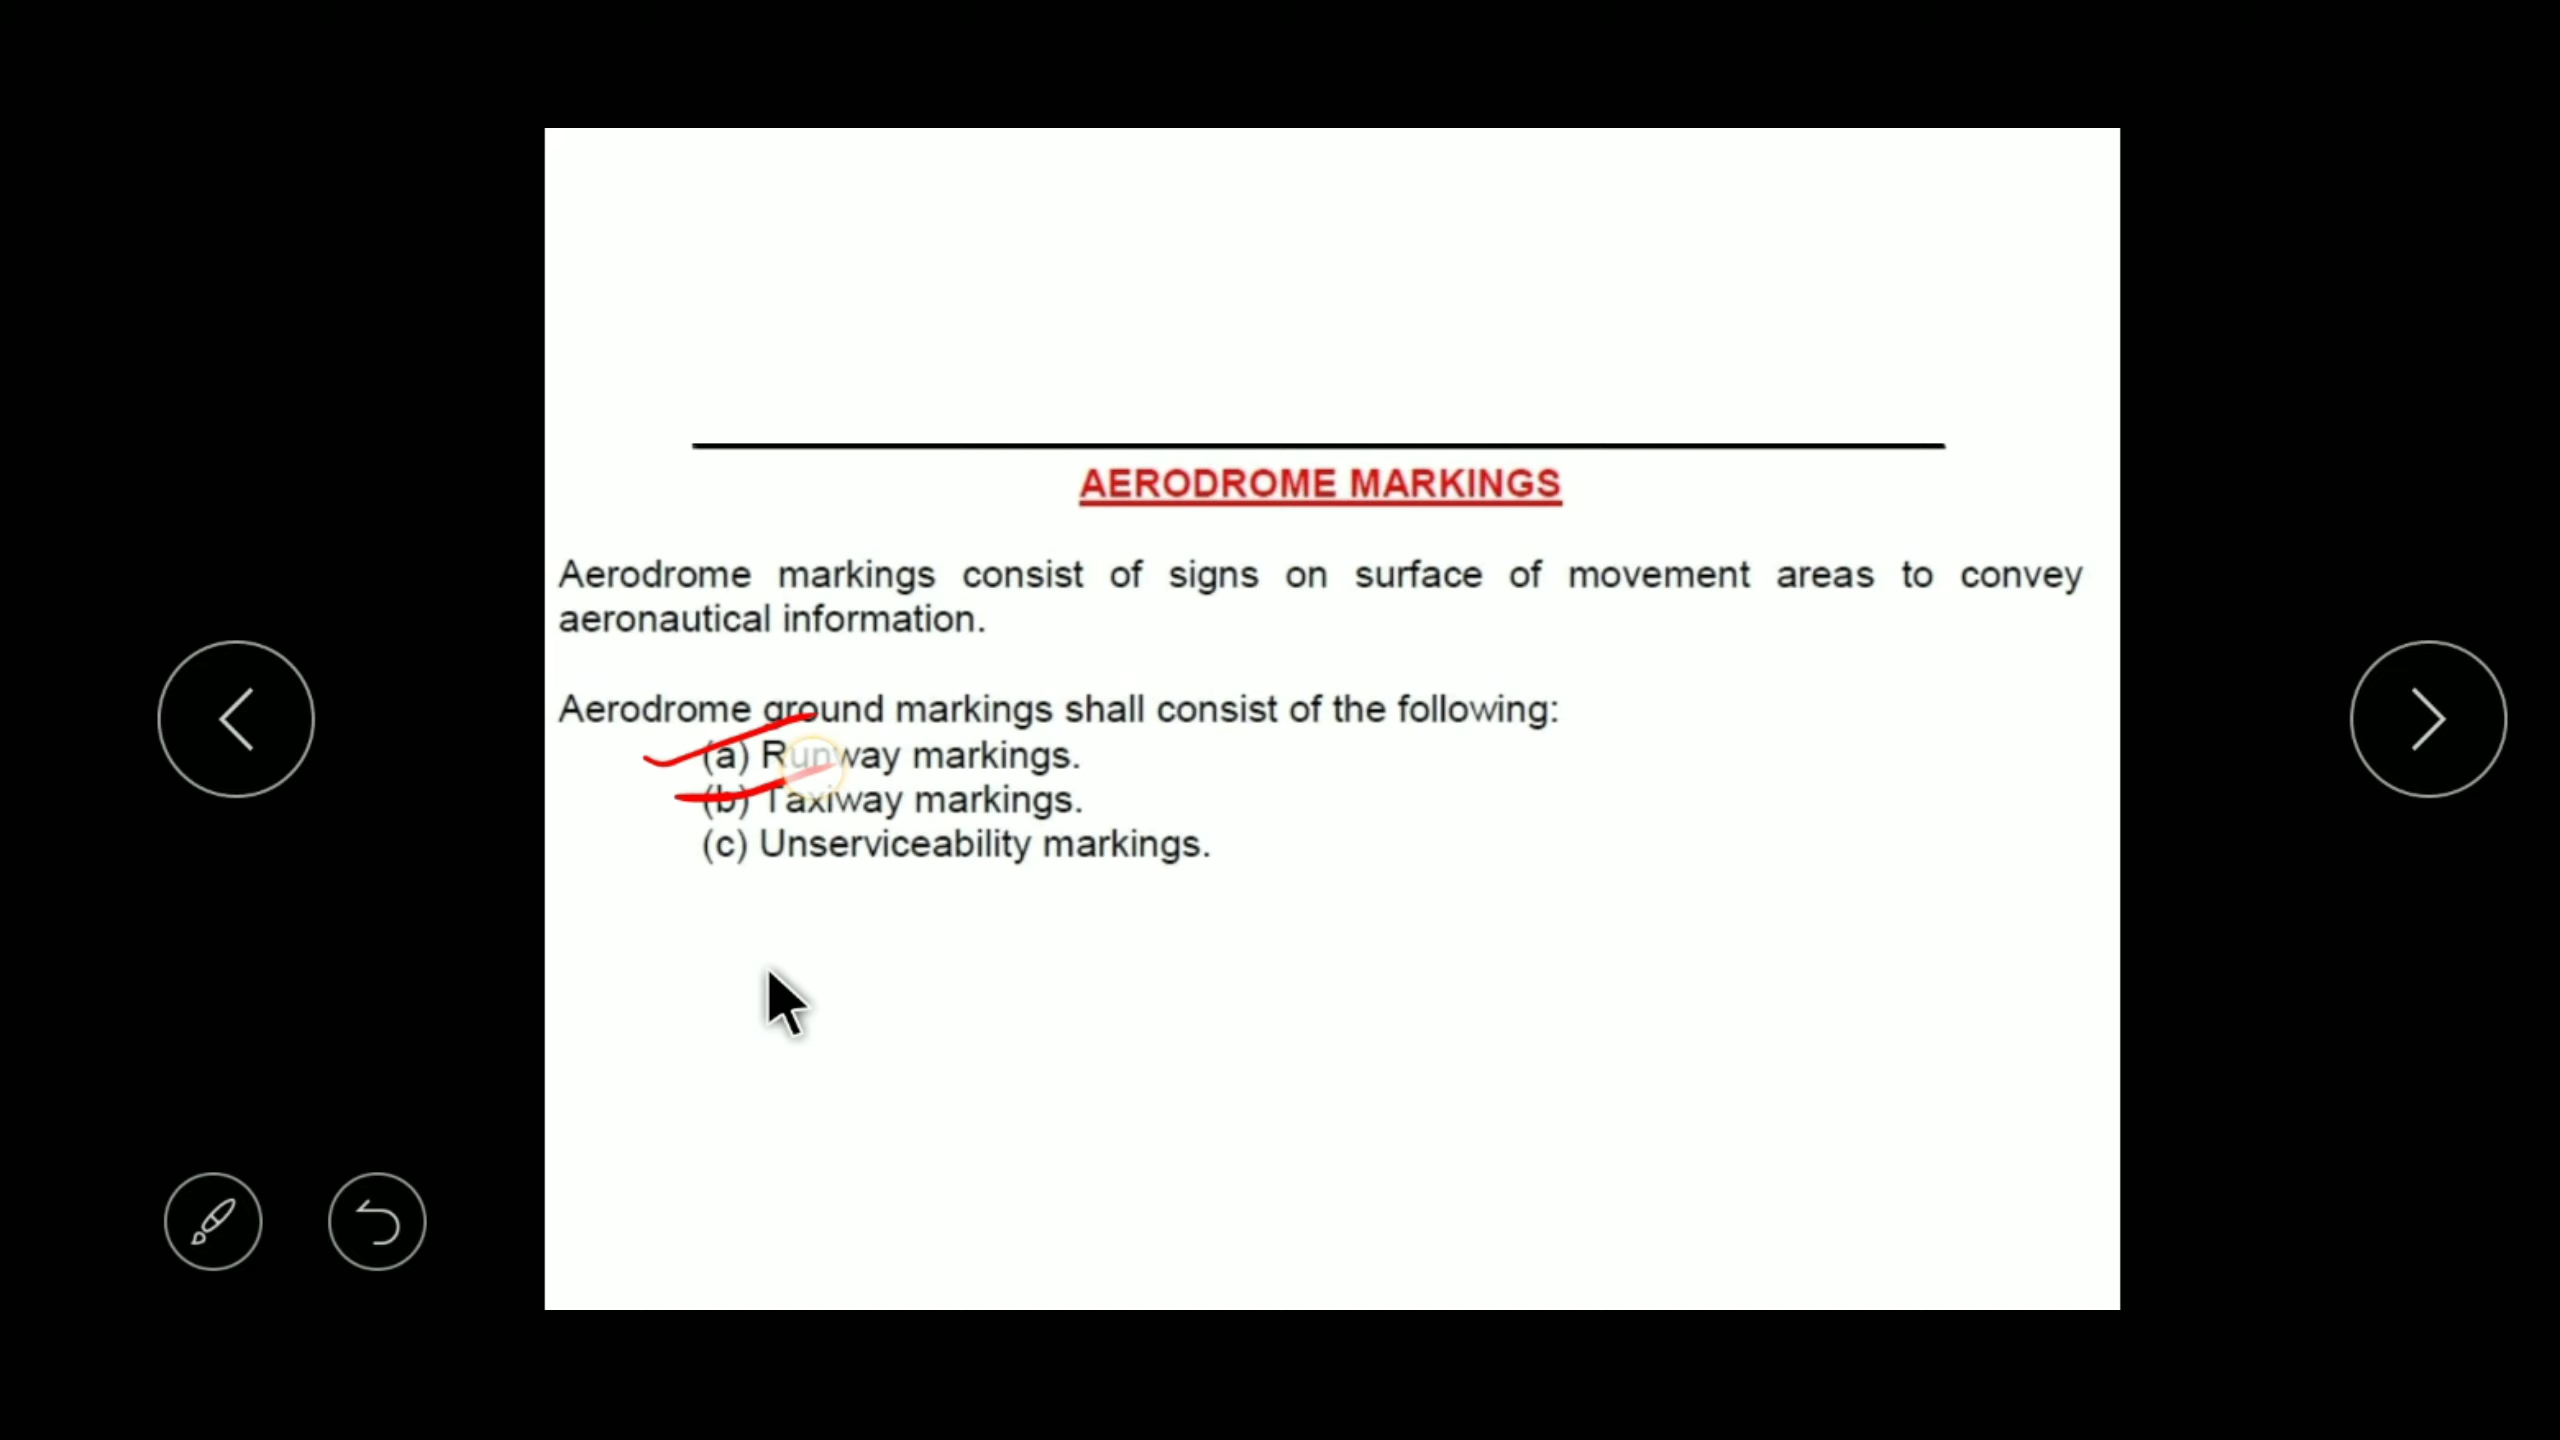 AERODROME MARKINGS
Aerodrome markings consist of signs on surface of movement areas to convey
aeronautical information.
Aerodrome ground markings shall consist of the following:
(a) Runway markings.
(b) Taxiway markings.
(c) Unserviceability markings.